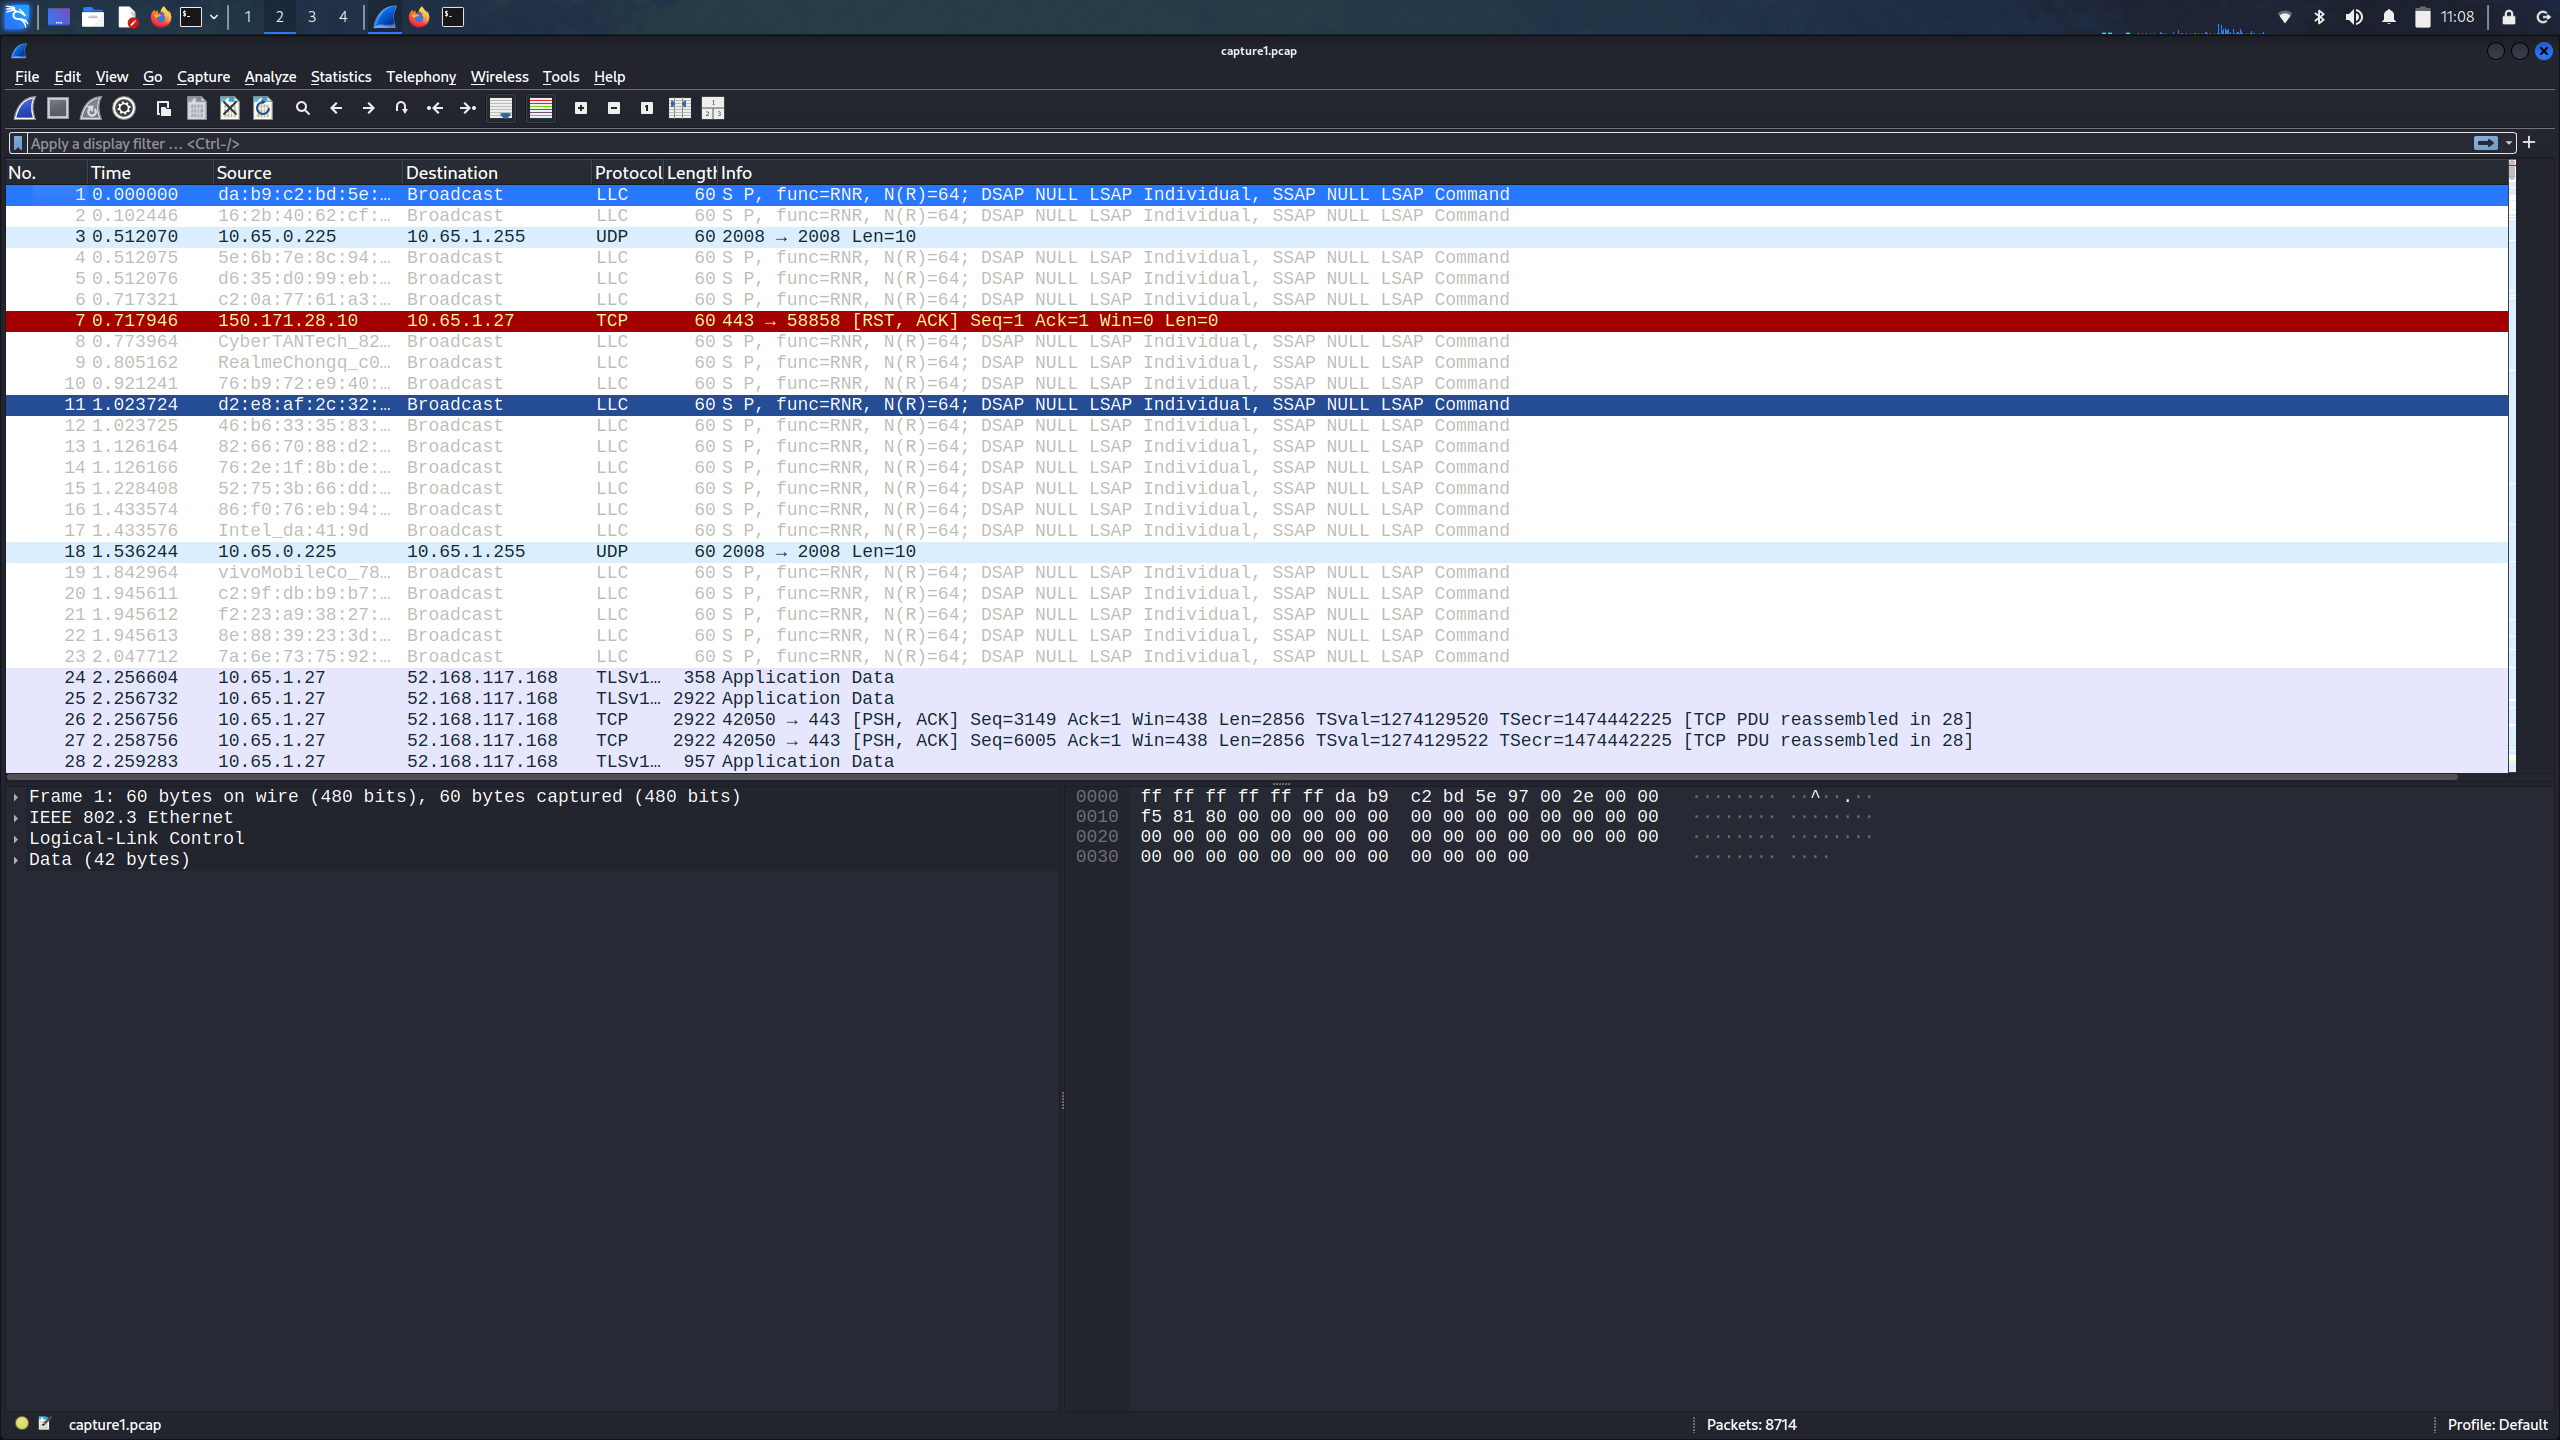 1 2 3 4 11:08
capture1.pcap
File Edit View Go Capture Analyze Statistics Telephony Wireless Tools Help
Apply a display filter … <Ctrl-/>
No. Time Source Destination Protocol Length Info
1 0.000000 da:b9:c2:bd:5e:… Broadcast LLC 60 S P, func=RNR, N(R)=64; DSAP NULL LSAP Individual, SSAP NULL LSAP Command
2 0.102446 16:2b:40:62:cf:… Broadcast LLC 60 S P, func=RNR, N(R)=64; DSAP NULL LSAP Individual, SSAP NULL LSAP Command
3 0.512070 10.65.0.225 10.65.1.255 UDP 60 2008 → 2008 Len=10
4 0.512075 5e:6b:7e:8c:94:… Broadcast LLC 60 S P, func=RNR, N(R)=64; DSAP NULL LSAP Individual, SSAP NULL LSAP Command
5 0.512076 d6:35:d0:99:eb:… Broadcast LLC 60 S P, func=RNR, N(R)=64; DSAP NULL LSAP Individual, SSAP NULL LSAP Command
6 0.717321 c2:0a:77:61:a3:… Broadcast LLC 60 S P, func=RNR, N(R)=64; DSAP NULL LSAP Individual, SSAP NULL LSAP Command
7 0.717946 150.171.28.10 10.65.1.27 TCP 60 443 → 58858 [RST, ACK] Seq=1 Ack=1 Win=0 Len=0
8 0.773964 CyberTANTech_82… Broadcast LLC 60 S P, func=RNR, N(R)=64; DSAP NULL LSAP Individual, SSAP NULL LSAP Command
9 0.805162 RealmeChongq_c0… Broadcast LLC 60 S P, func=RNR, N(R)=64; DSAP NULL LSAP Individual, SSAP NULL LSAP Command
10 0.921241 76:b9:72:e9:40:… Broadcast LLC 60 S P, func=RNR, N(R)=64; DSAP NULL LSAP Individual, SSAP NULL LSAP Command
11 1.023724 d2:e8:af:2c:32:… Broadcast LLC 60 S P, func=RNR, N(R)=64; DSAP NULL LSAP Individual, SSAP NULL LSAP Command
12 1.023725 46:b6:33:35:83:… Broadcast LLC 60 S P, func=RNR, N(R)=64; DSAP NULL LSAP Individual, SSAP NULL LSAP Command
13 1.126164 82:66:70:88:d2:… Broadcast LLC 60 S P, func=RNR, N(R)=64; DSAP NULL LSAP Individual, SSAP NULL LSAP Command
14 1.126166 76:2e:1f:8b:de:… Broadcast LLC 60 S P, func=RNR, N(R)=64; DSAP NULL LSAP Individual, SSAP NULL LSAP Command
15 1.228408 52:75:3b:66:dd:… Broadcast LLC 60 S P, func=RNR, N(R)=64; DSAP NULL LSAP Individual, SSAP NULL LSAP Command
16 1.433574 86:f0:76:eb:94:… Broadcast LLC 60 S P, func=RNR, N(R)=64; DSAP NULL LSAP Individual, SSAP NULL LSAP Command
17 1.433576 Intel_da:41:9d Broadcast LLC 60 S P, func=RNR, N(R)=64; DSAP NULL LSAP Individual, SSAP NULL LSAP Command
18 1.536244 10.65.0.225 10.65.1.255 UDP 60 2008 → 2008 Len=10
19 1.842964 vivoMobileCo_78… Broadcast LLC 60 S P, func=RNR, N(R)=64; DSAP NULL LSAP Individual, SSAP NULL LSAP Command
20 1.945611 c2:9f:db:b9:b7:… Broadcast LLC 60 S P, func=RNR, N(R)=64; DSAP NULL LSAP Individual, SSAP NULL LSAP Command
21 1.945612 f2:23:a9:38:27:… Broadcast LLC 60 S P, func=RNR, N(R)=64; DSAP NULL LSAP Individual, SSAP NULL LSAP Command
22 1.945613 8e:88:39:23:3d:… Broadcast LLC 60 S P, func=RNR, N(R)=64; DSAP NULL LSAP Individual, SSAP NULL LSAP Command
23 2.047712 7a:6e:73:75:92:… Broadcast LLC 60 S P, func=RNR, N(R)=64; DSAP NULL LSAP Individual, SSAP NULL LSAP Command
24 2.256604 10.65.1.27 52.168.117.168 TLSv1… 358 Application Data
25 2.256732 10.65.1.27 52.168.117.168 TLSv1… 2922 Application Data
26 2.256756 10.65.1.27 52.168.117.168 TCP 2922 42050 → 443 [PSH, ACK] Seq=3149 Ack=1 Win=438 Len=2856 TSval=1274129520 TSecr=1474442225 [TCP PDU reassembled in 28]
27 2.258756 10.65.1.27 52.168.117.168 TCP 2922 42050 → 443 [PSH, ACK] Seq=6005 Ack=1 Win=438 Len=2856 TSval=1274129522 TSecr=1474442225 [TCP PDU reassembled in 28]
28 2.259283 10.65.1.27 52.168.117.168 TLSv1… 957 Application Data
Frame 1: 60 bytes on wire (480 bits), 60 bytes captured (480 bits)
IEEE 802.3 Ethernet
Logical-Link Control
Data (42 bytes)
0000 ff ff ff ff ff ff da b9 c2 bd 5e 97 00 2e 00 00 ········ ··^··.··
0010 f5 81 80 00 00 00 00 00 00 00 00 00 00 00 00 00 ········ ········
0020 00 00 00 00 00 00 00 00 00 00 00 00 00 00 00 00 ········ ········
0030 00 00 00 00 00 00 00 00 00 00 00 00 ········ ····
capture1.pcap Packets: 8714 Profile: Default